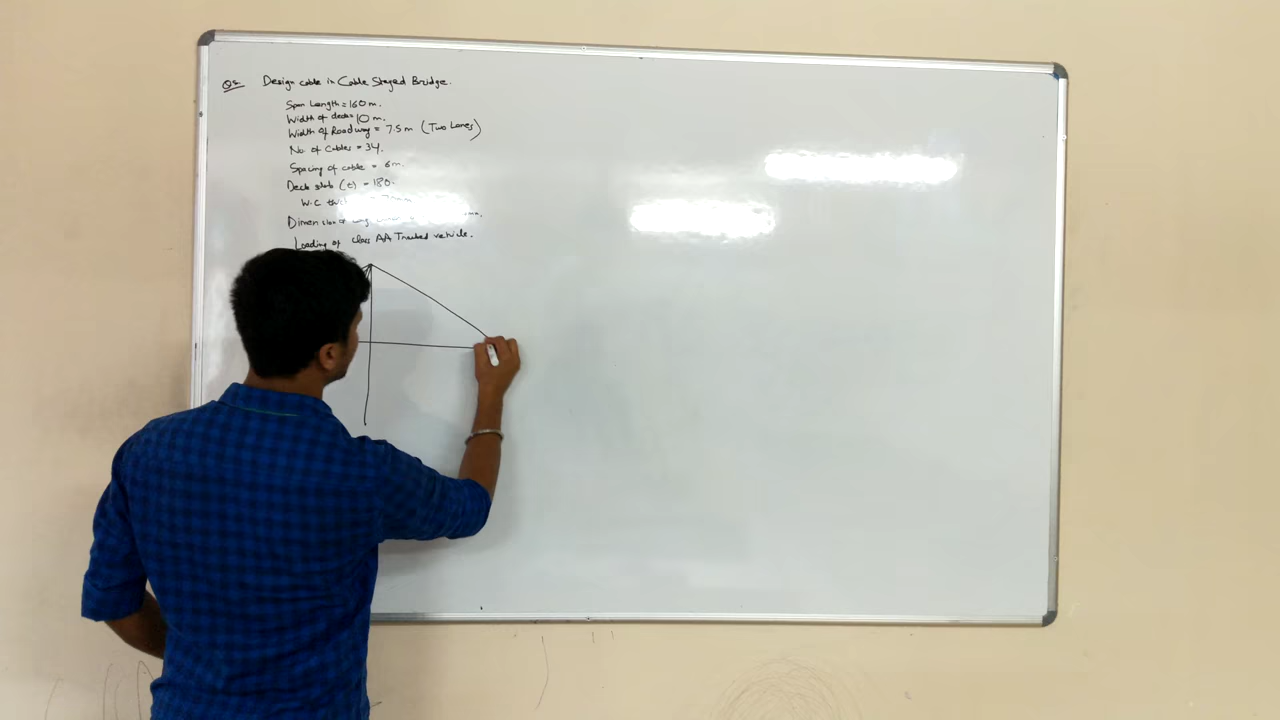 Qs. Design cable in Cable Stayed Bridge.
Span Length = 160 m.
Width of deck = 10 m.
Width of Roadway = 7.5 m (Two Lanes)
No. of Cables = 34.
Spacing of cable = 6m.
Deck slab (t) = 180.
W.C
Dimension of
Loading of class AA Tracked vehicle.